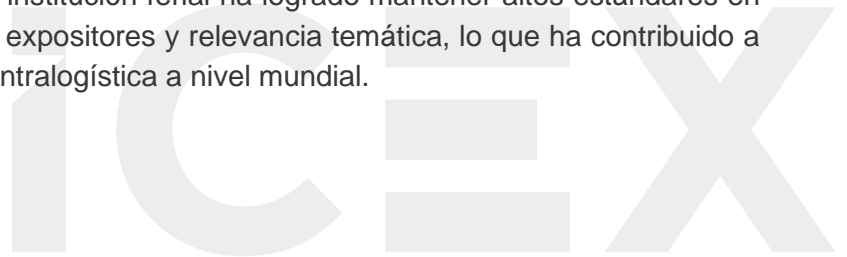 institución ferial ha logrado mantener altos estándares en
expositores y relevancia temática, lo que ha contribuido a
ntralogística a nivel mundial.
ICEX